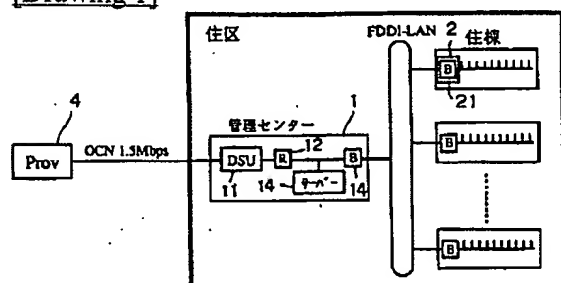 [Drawing 1]
住区
FDDI-LAN
2
住棟
B
21
4
管理センター
1
12
Prov
OCN 1.5Mbps
DSU
R
B
11
14
サーバー
14
B
B